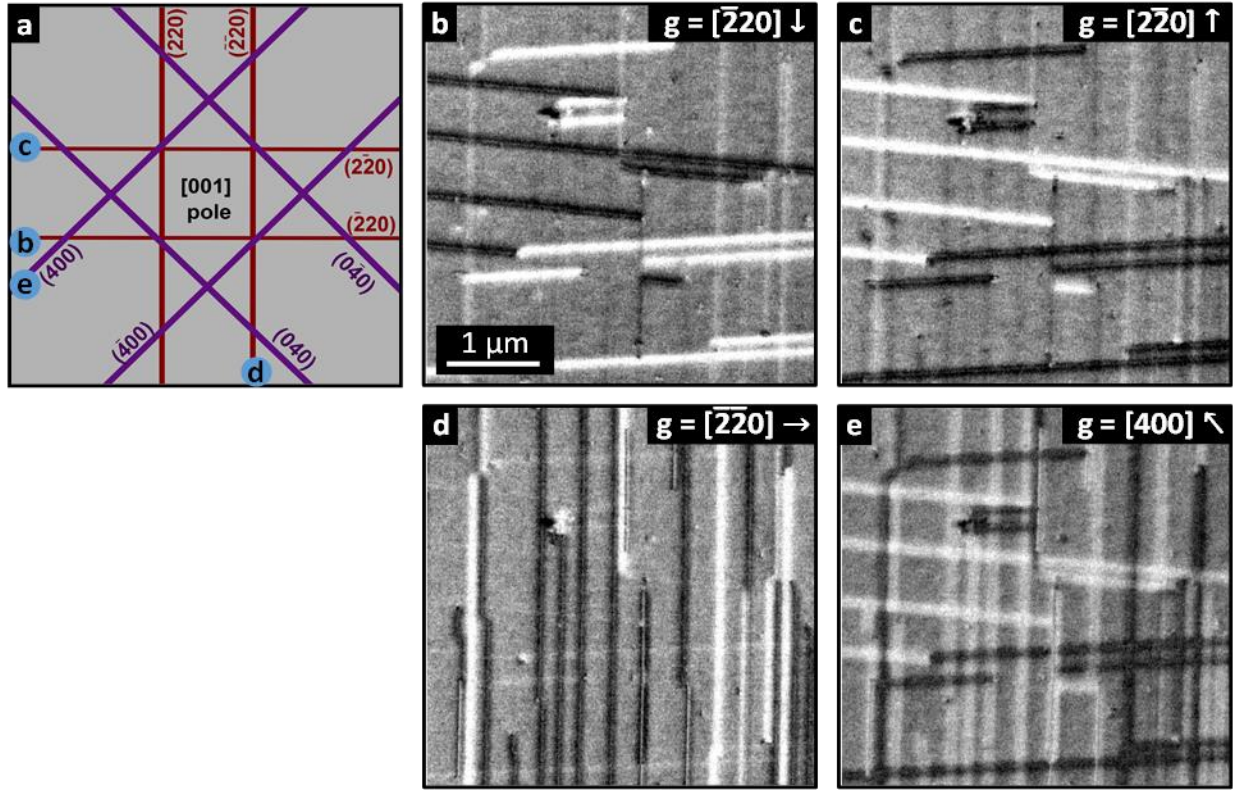 a
(220)
(2̅2̅0)
c
[001]
pole
(22̅0)
b
(2̅20)
e
(400)
(04̅0)
(4̅00)
(040)
d
b
g = [2̅20] ↓
1 µm
c
g = [22̅0] ↑
d
g = [2̅2̅0] →
e
g = [400] ↖